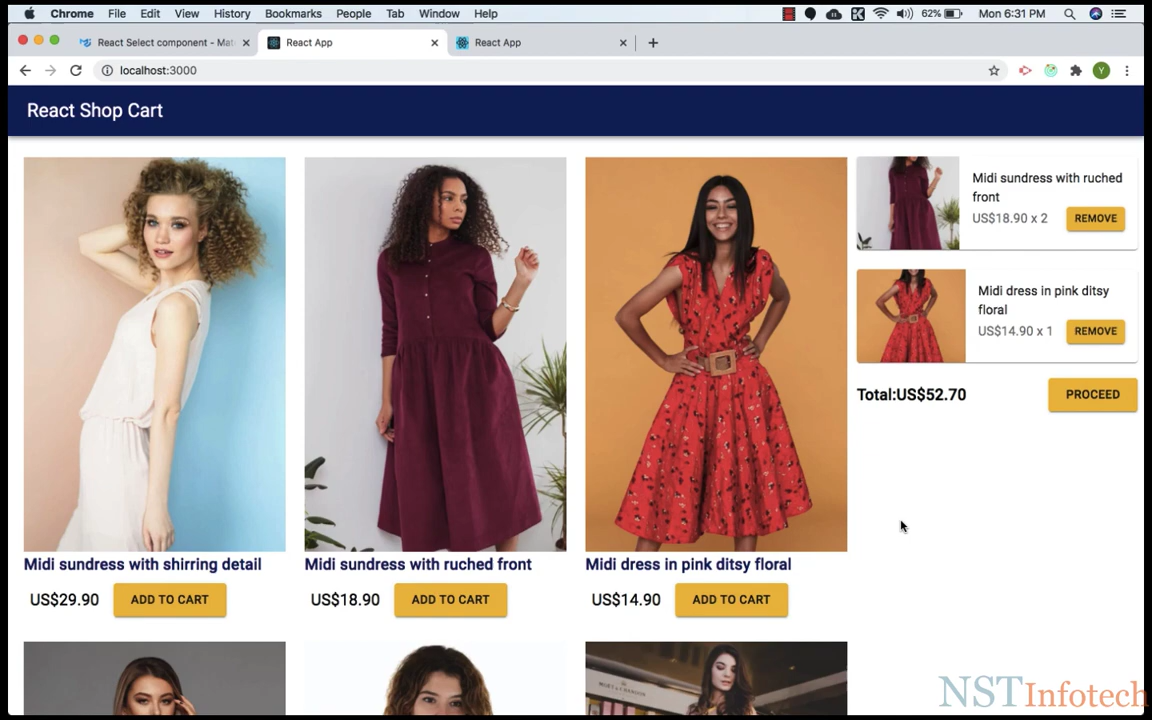 Chrome File Edit View History Bookmarks People Tab Window Help 62% Mon 6:31 PM
React Select component - Mat React App React App
localhost:3000 Y
React Shop Cart
Midi sundress with ruched
front
US$18.90 x 2 REMOVE
Midi dress in pink ditsy
floral
US$14.90 x 1 REMOVE
Total:US$52.70 PROCEED
Midi sundress with shirring detail Midi sundress with ruched front Midi dress in pink ditsy floral
US$29.90 ADD TO CART US$18.90 ADD TO CART US$14.90 ADD TO CART
NSTInfotech